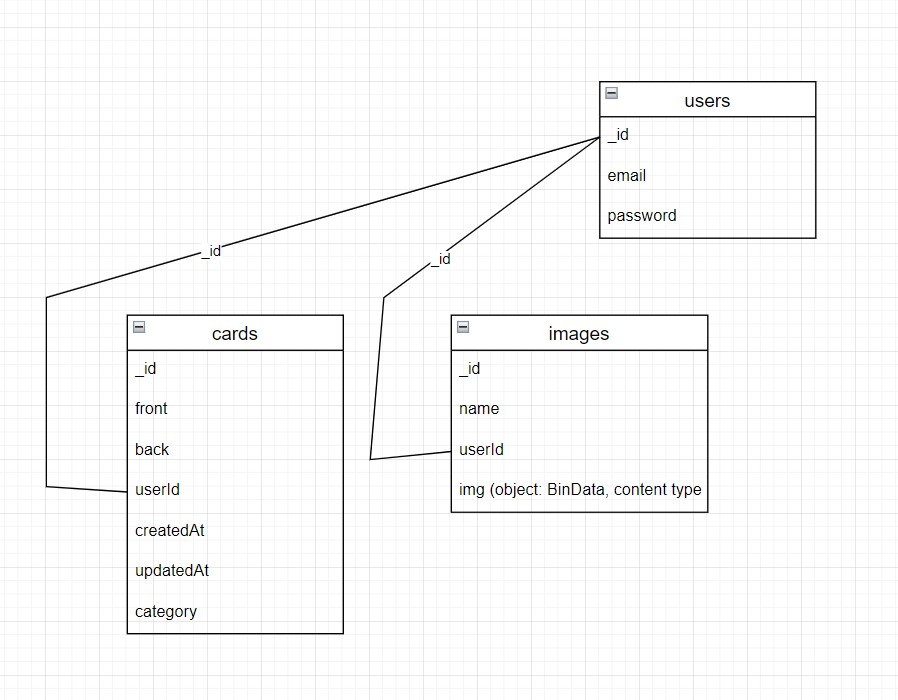 users
_id
email
password
_id
_id
cards
_id
front
back
userId
createdAt
updatedAt
category
images
_id
name
userId
img (object: BinData, content type